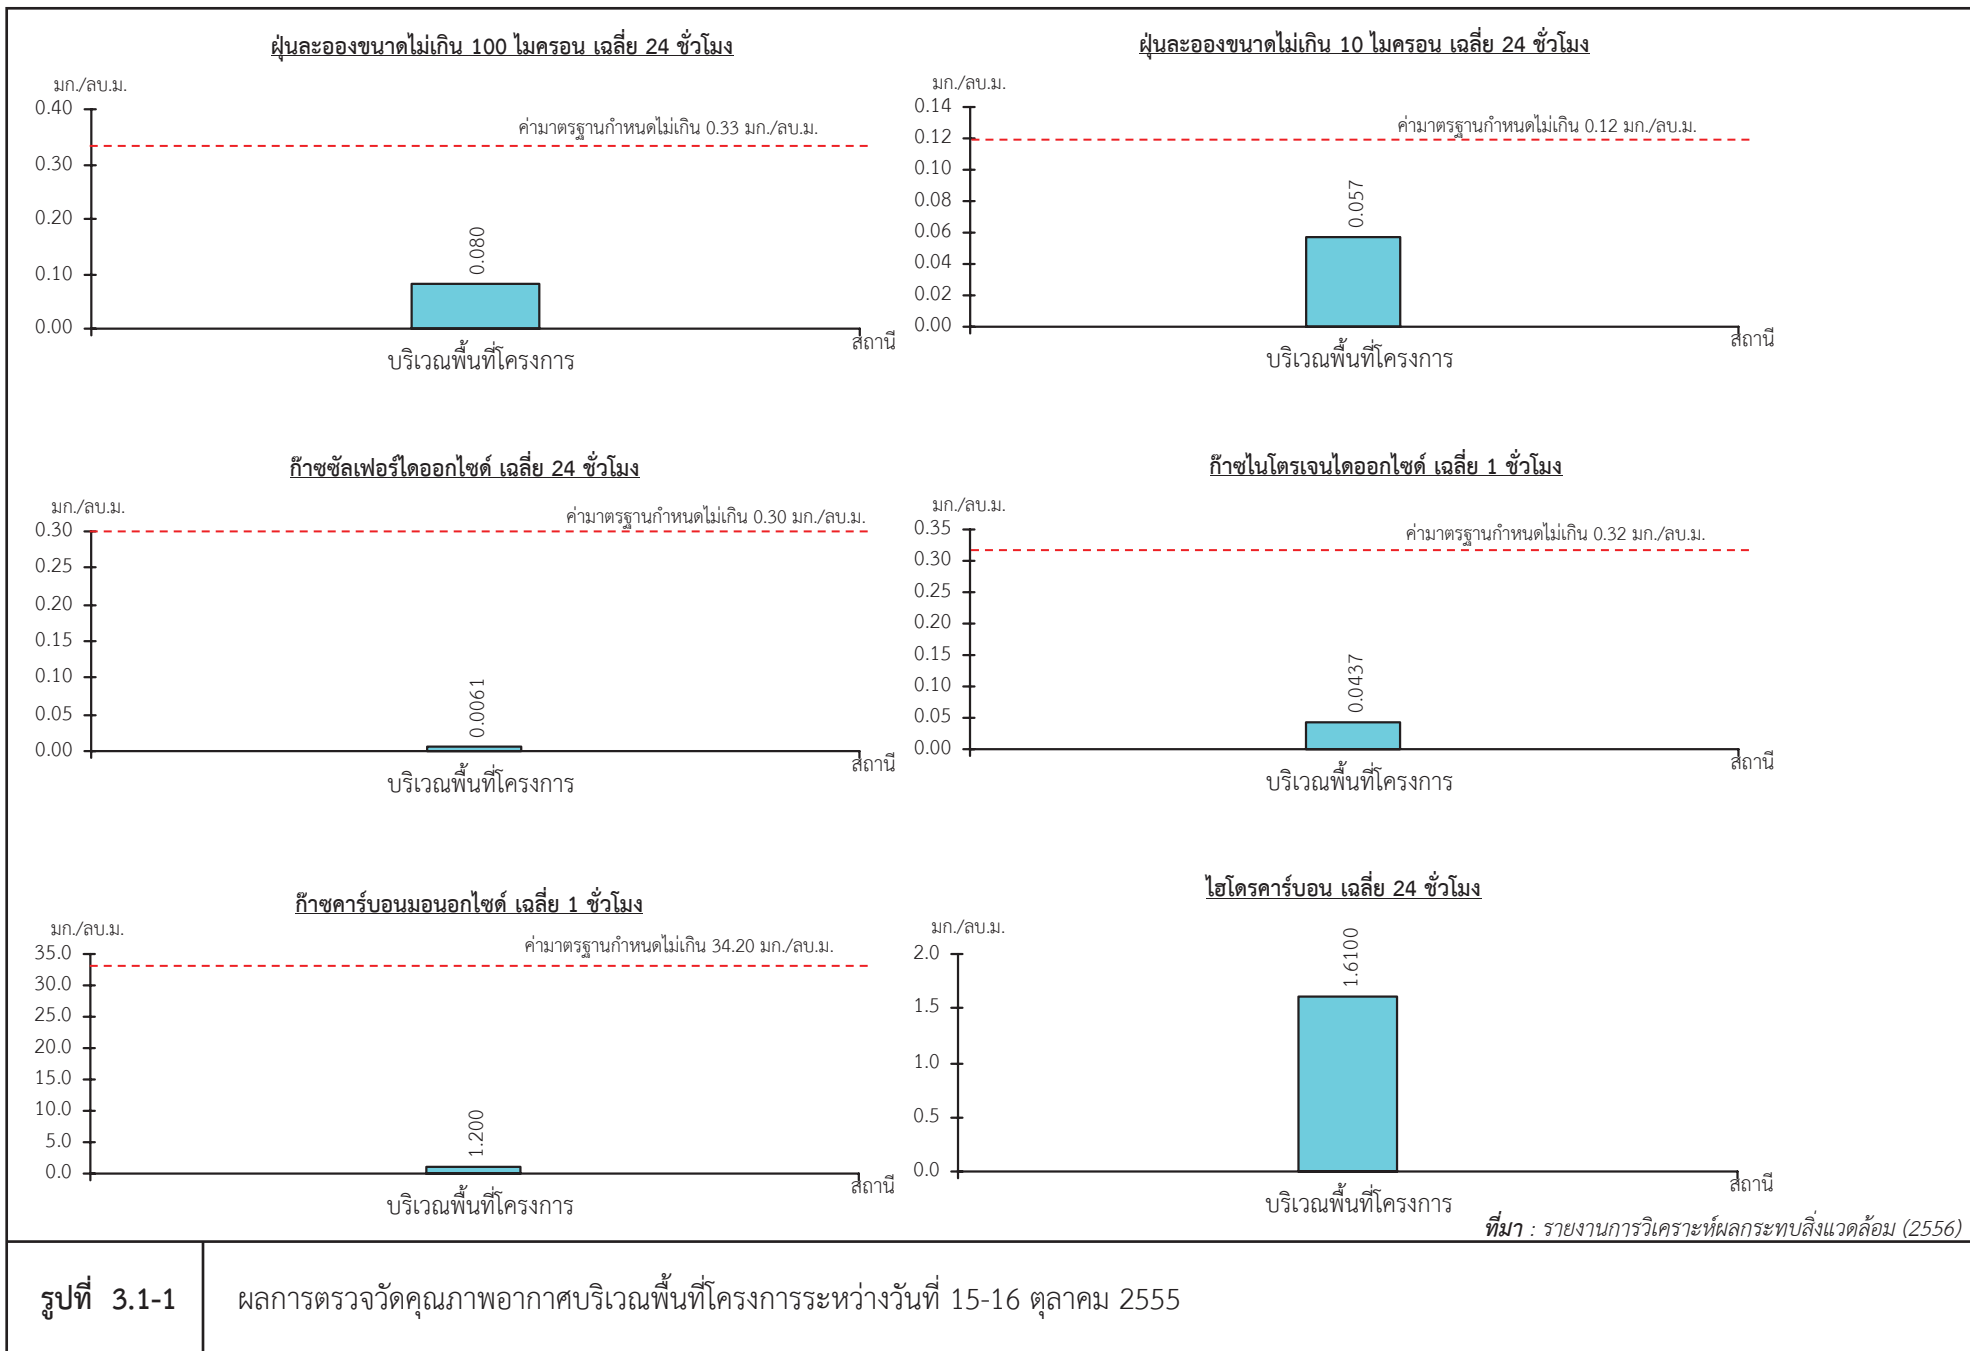 ฝุ่นละอองขนาดไม่เกิน 100 ไมครอน เฉลี่ย 24 ชั่วโมง
มก./ลบ.ม.
0.40
ค่ามาตรฐานกำหนดไม่เกิน 0.33 มก./ลบ.ม.
0.30
0.20
0.080
0.10
0.00
สถานี
บริเวณพื้นที่โครงการ
ฝุ่นละอองขนาดไม่เกิน 10 ไมครอน เฉลี่ย 24 ชั่วโมง
มก./ลบ.ม.
0.14
ค่ามาตรฐานกำหนดไม่เกิน 0.12 มก./ลบ.ม.
0.12
0.10
0.08
0.057
0.06
0.04
0.02
0.00
สถานี
บริเวณพื้นที่โครงการ
ก๊าซซัลเฟอร์ไดออกไซด์ เฉลี่ย 24 ชั่วโมง
มก./ลบ.ม.
ค่ามาตรฐานกำหนดไม่เกิน 0.30 มก./ลบ.ม.
0.30
0.25
0.20
0.15
0.10
0.0061
0.05
0.00
สถานี
บริเวณพื้นที่โครงการ
ก๊าซไนโตรเจนไดออกไซด์ เฉลี่ย 1 ชั่วโมง
มก./ลบ.ม.
0.35
ค่ามาตรฐานกำหนดไม่เกิน 0.32 มก./ลบ.ม.
0.30
0.25
0.20
0.15
0.0437
0.10
0.05
0.00
สถานี
บริเวณพื้นที่โครงการ
ก๊าซคาร์บอนมอนอกไซด์ เฉลี่ย 1 ชั่วโมง
มก./ลบ.ม.
ค่ามาตรฐานกำหนดไม่เกิน 34.20 มก./ลบ.ม.
35.0
30.0
25.0
20.0
15.0
10.0
1.200
5.0
0.0
สถานี
บริเวณพื้นที่โครงการ
ไฮโดรคาร์บอน เฉลี่ย 24 ชั่วโมง
มก./ลบ.ม.
2.0
1.6100
1.5
1.0
0.5
0.0
สถานี
บริเวณพื้นที่โครงการ
ที่มา : รายงานการวิเคราะห์ผลกระทบสิ่งแวดล้อม (2556)
รูปที่ 3.1-1
ผลการตรวจวัดคุณภาพอากาศบริเวณพื้นที่โครงการระหว่างวันที่ 15-16 ตุลาคม 2555